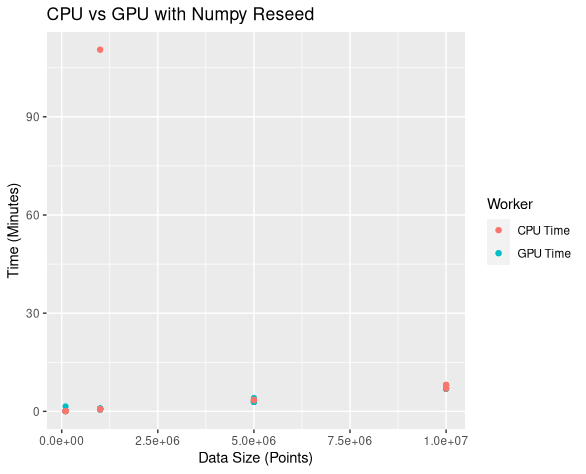 CPU vs GPU with Numpy Reseed
90
60
30
0
Time (Minutes)
0.0e+00 2.5e+06 5.0e+06 7.5e+06 1.0e+07
Data Size (Points)
Worker
CPU Time
GPU Time